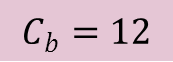 C_b = 12